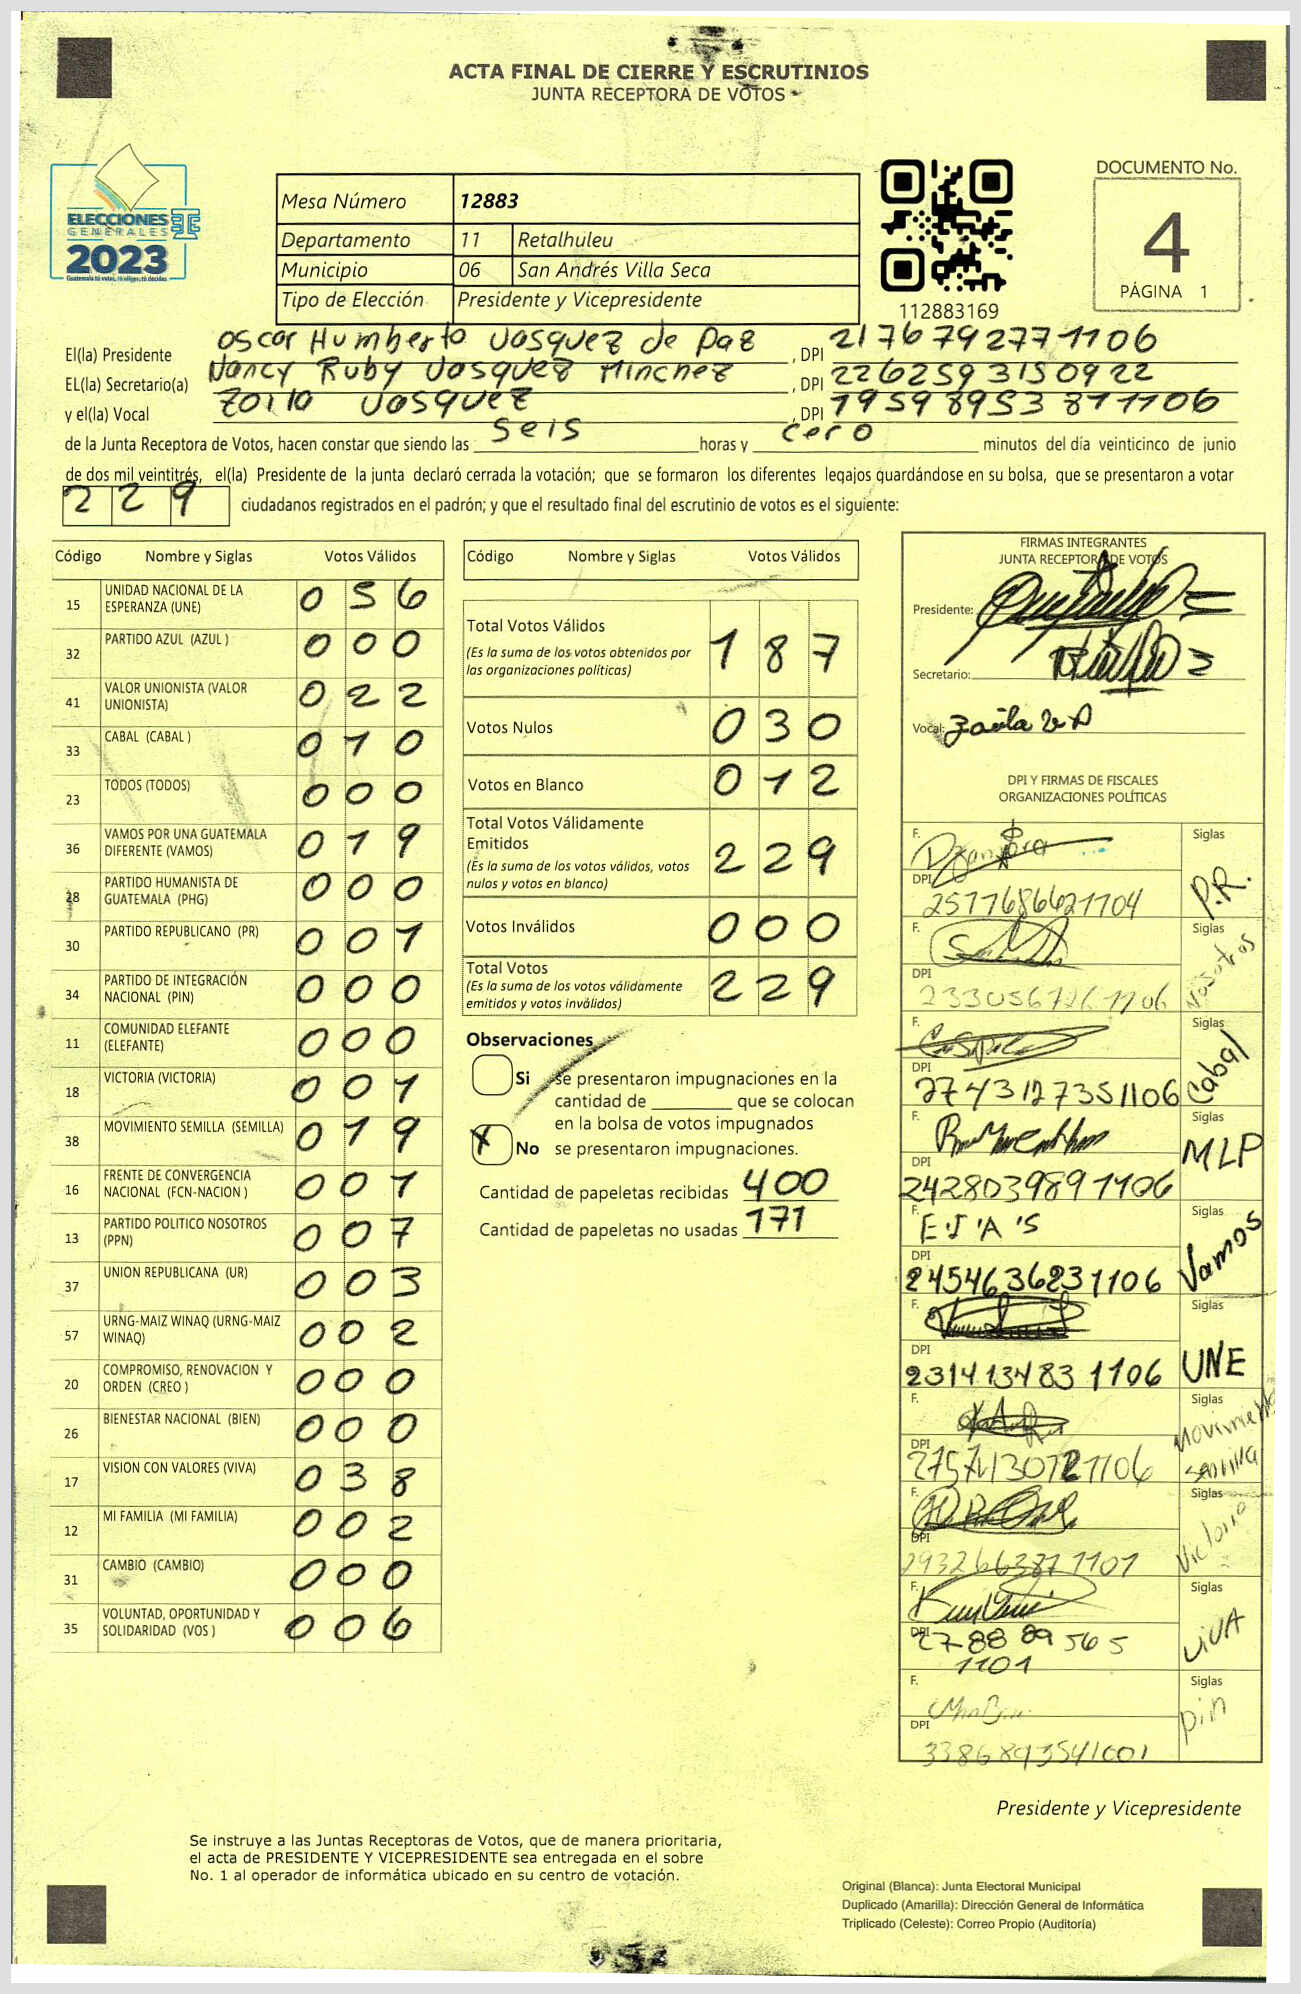 ACTA FINAL DE CIERRE Y ESCRUTINIOS
JUNTA RECEPTORA DE VOTOS
ELECCIONES
GENERALES
2023
Guatemala tú votas, tú eliges, tú decides
Mesa Número 12883
Departamento 11 Retalhuleu
Municipio 06 San Andrés Villa Seca
Tipo de Elección Presidente y Vicepresidente
112883169
DOCUMENTO No.
4
PÁGINA 1
El(la) Presidente Oscar Humberto Vasquez de Paz , DPI 2176792771106
EL(la) Secretario(a) Nancy Ruby Vasquez Minchez , DPI 2262593150922
y el(la) Vocal Zoila Vasquez , DPI 1959895381106
de la Junta Receptora de Votos, hacen constar que siendo las seis horas y cero minutos del día veinticinco de junio
de dos mil veintitrés, el(la) Presidente de la junta declaró cerrada la votación; que se formaron los diferentes legajos guardándose en su bolsa, que se presentaron a votar
229 ciudadanos registrados en el padrón; y que el resultado final del escrutinio de votos es el siguiente:
Código Nombre y Siglas Votos Válidos
15 UNIDAD NACIONAL DE LA ESPERANZA (UNE) 056
32 PARTIDO AZUL (AZUL ) 000
41 VALOR UNIONISTA (VALOR UNIONISTA) 022
33 CABAL (CABAL ) 010
23 TODOS (TODOS) 000
36 VAMOS POR UNA GUATEMALA DIFERENTE (VAMOS) 019
28 PARTIDO HUMANISTA DE GUATEMALA (PHG) 000
30 PARTIDO REPUBLICANO (PR) 001
34 PARTIDO DE INTEGRACIÓN NACIONAL (PIN) 000
11 COMUNIDAD ELEFANTE (ELEFANTE) 000
18 VICTORIA (VICTORIA) 001
38 MOVIMIENTO SEMILLA (SEMILLA) 019
16 FRENTE DE CONVERGENCIA NACIONAL (FCN-NACION ) 001
13 PARTIDO POLITICO NOSOTROS (PPN) 007
37 UNION REPUBLICANA (UR) 003
57 URNG-MAIZ WINAQ (URNG-MAIZ WINAQ) 002
20 COMPROMISO, RENOVACION Y ORDEN (CREO ) 000
26 BIENESTAR NACIONAL (BIEN) 000
17 VISION CON VALORES (VIVA) 038
12 MI FAMILIA (MI FAMILIA) 002
31 CAMBIO (CAMBIO) 000
35 VOLUNTAD, OPORTUNIDAD Y SOLIDARIDAD (VOS ) 006
Código Nombre y Siglas Votos Válidos
Total Votos Válidos 187
(Es la suma de los votos obtenidos por
las organizaciones políticas)
Votos Nulos 030
Votos en Blanco 012
Total Votos Válidamente
Emitidos 229
(Es la suma de los votos válidos, votos
nulos y votos en blanco)
Votos Inválidos 000
Total Votos 229
(Es la suma de los votos válidamente
emitidos y votos inválidos)
Observaciones
Si se presentaron impugnaciones en la
cantidad de ________ que se colocan
en la bolsa de votos impugnados
X No se presentaron impugnaciones.
Cantidad de papeletas recibidas 400
Cantidad de papeletas no usadas 171
FIRMAS INTEGRANTES
JUNTA RECEPTORA DE VOTOS
Presidente:
Secretario:
Vocal: Zoila
DPI Y FIRMAS DE FISCALES
ORGANIZACIONES POLÍTICAS
F. Siglas P.R.
DPI 2577686621104
F. Siglas Nosotros
DPI
F. Siglas Cabal
DPI 2743127351106
F. Siglas MLP
DPI 2428039891106
F. E J A S Siglas Vamos
DPI 2454636231106
F. Siglas UNE
DPI 2314134831106
F. Siglas Movimiento Semilla
DPI
F. Siglas Victoria
DPI 2932663871101
F. Siglas VIVA
DPI 2788895651101
F. Siglas Pin
DPI 3386893541001
Presidente y Vicepresidente
Se instruye a las Juntas Receptoras de Votos, que de manera prioritaria,
el acta de PRESIDENTE Y VICEPRESIDENTE sea entregada en el sobre
No. 1 al operador de informática ubicado en su centro de votación.
Original (Blanca): Junta Electoral Municipal
Duplicado (Amarilla): Dirección General de Informática
Triplicado (Celeste): Correo Propio (Auditoría)